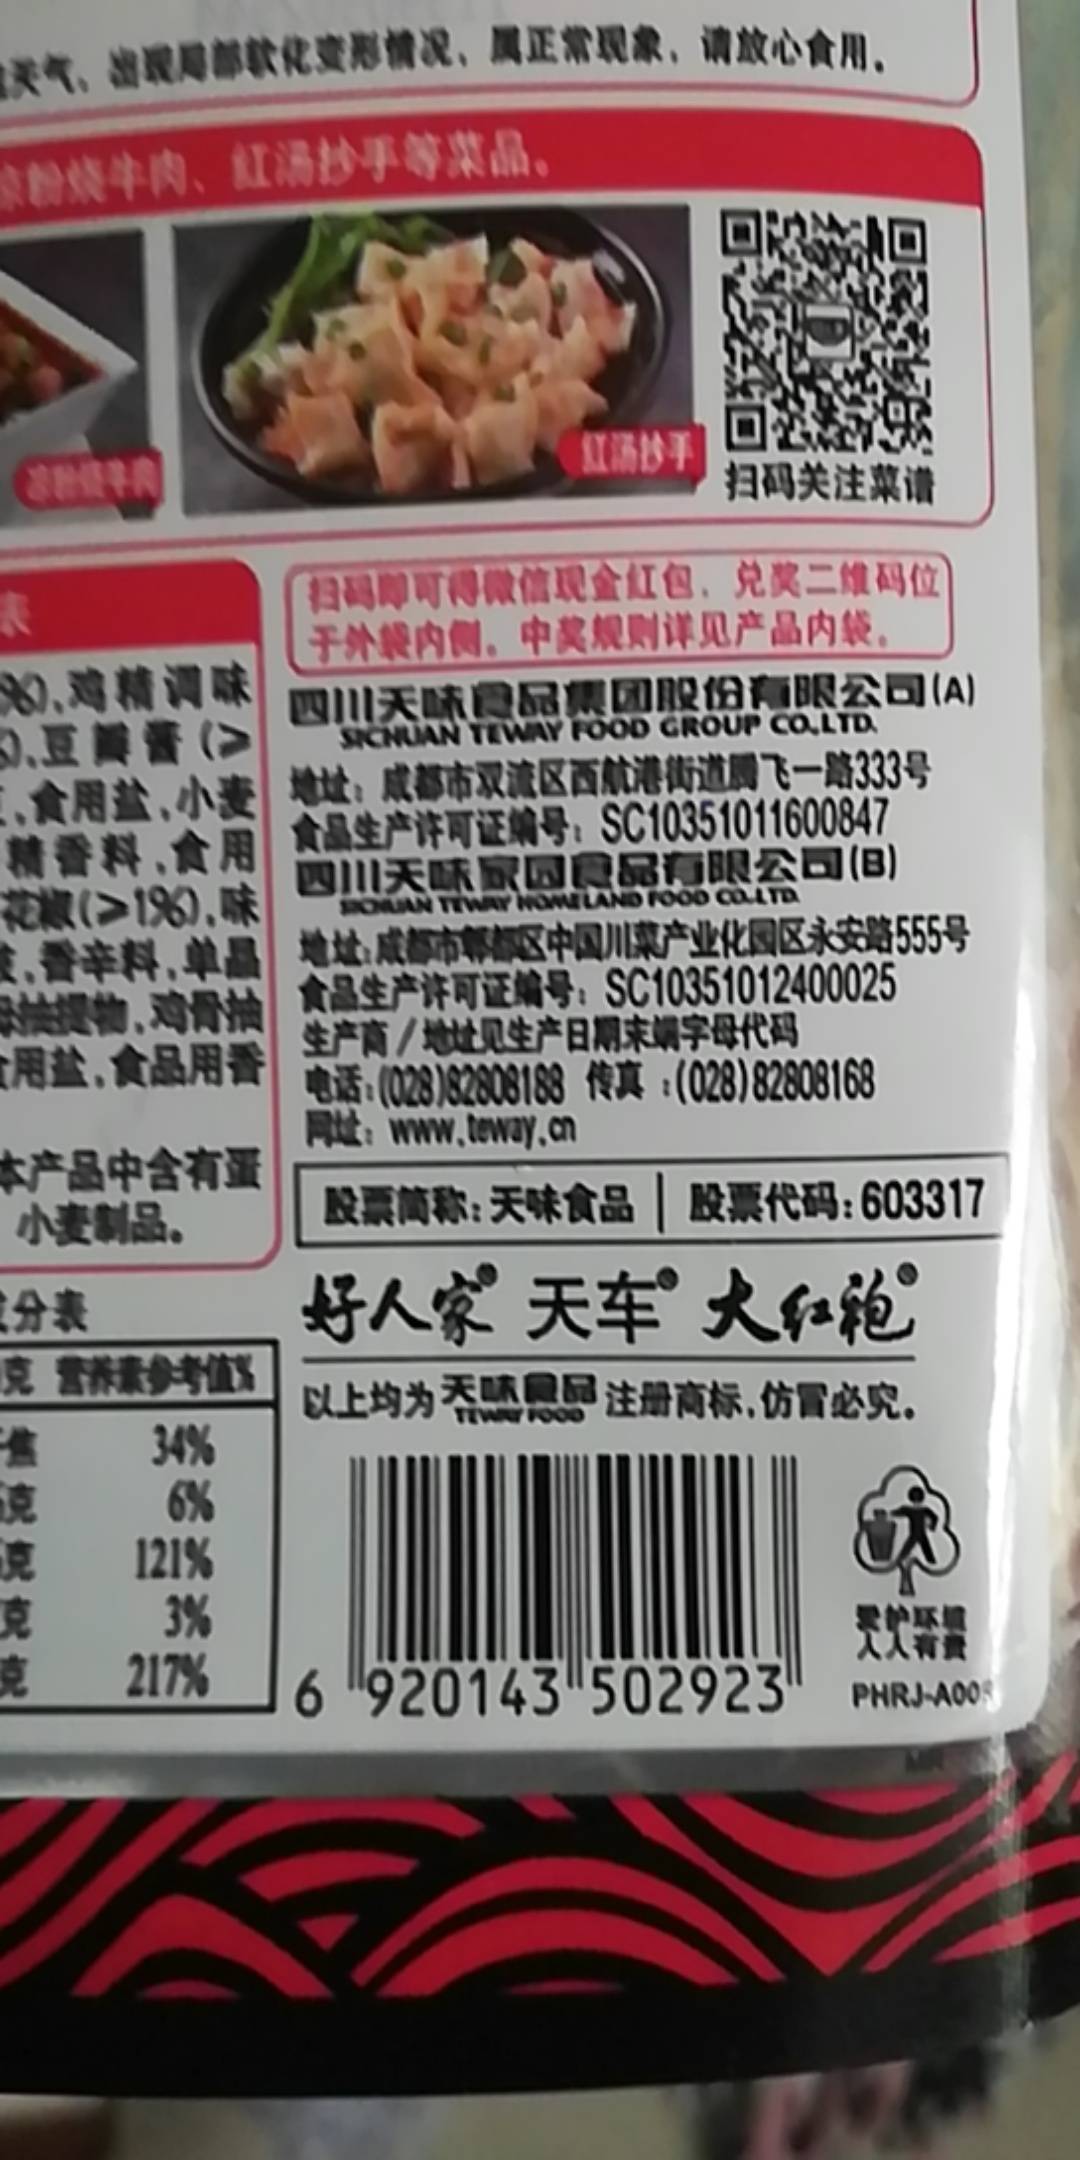 天气，出现局部软化变形情况，属正常现象，请放心食用。
凉粉烧牛肉、红汤抄手等菜品。
凉粉烧牛肉
红汤抄手
扫码关注菜谱
扫码即可得微信现金红包，兑奖二维码位
于外袋内侧。中奖规则详见产品内袋。
表
%),鸡精调味
),豆瓣酱(≥
,食用盐,小麦
精香料,食用
花椒(≥1%),味
,香辛料,单晶
母抽提物,鸡骨抽
食用盐,食品用香
本产品中含有蛋
小麦制品。
四川天味食品集团股份有限公司(A)
SICHUAN TEWAY FOOD GROUP CO.,LTD.
地址：成都市双流区西航港街道腾飞一路333号
食品生产许可证编号：SC10351011600847
四川天味家园食品有限公司(B)
SICHUAN TEWAY HOMELAND FOOD CO.,LTD.
地址:成都市郫都区中国川菜产业化园区永安路555号
食品生产许可证编号：SC10351012400025
生产商/地址见生产日期末端字母代码
电话:(028)82808188 传真:(028)82808168
网址：www.teway.cn
股票简称:天味食品 | 股票代码:603317
好人家® 天车® 大红袍®
以上均为天味食品注册商标,仿冒必究。
TEWAY FOOD
成分表
克 营养素参考值%
千焦 34%
克 6%
克 121%
克 3%
克 217%
6 920143 502923
爱护环境
人人有责
PHRJ-A00